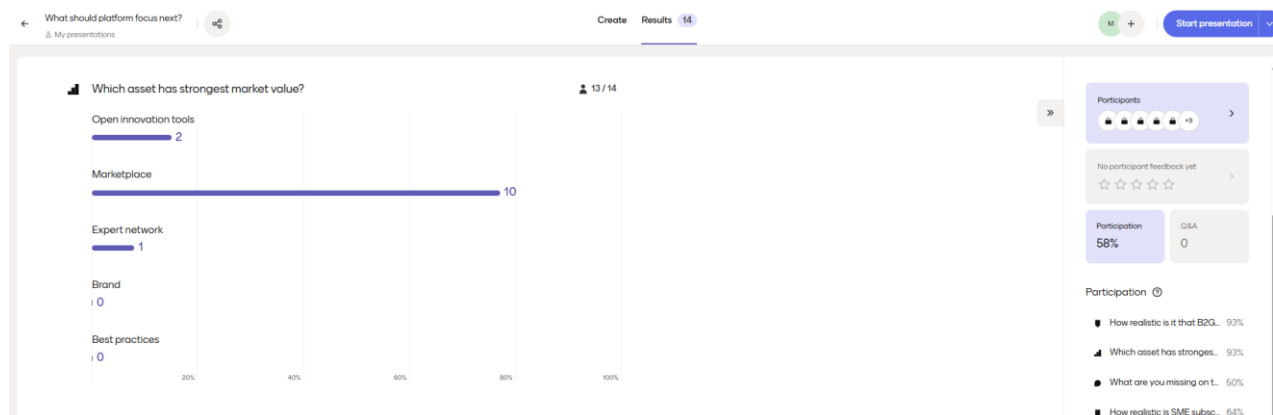 What should platform focus next?
My presentations
Create
Results 14
M
+
Start presentation
Which asset has strongest market value?
13 / 14
Open innovation tools
2
Marketplace
10
Expert network
1
Brand
0
Best practices
0
20%
40%
60%
80%
100%
Participants
+9
No participant feedback yet
Participation
58%
Q&A
0
Participation
How realistic is it that B2G... 93%
Which asset has stronges... 93%
What are you missing on t... 50%
How realistic is SME subsc... 64%